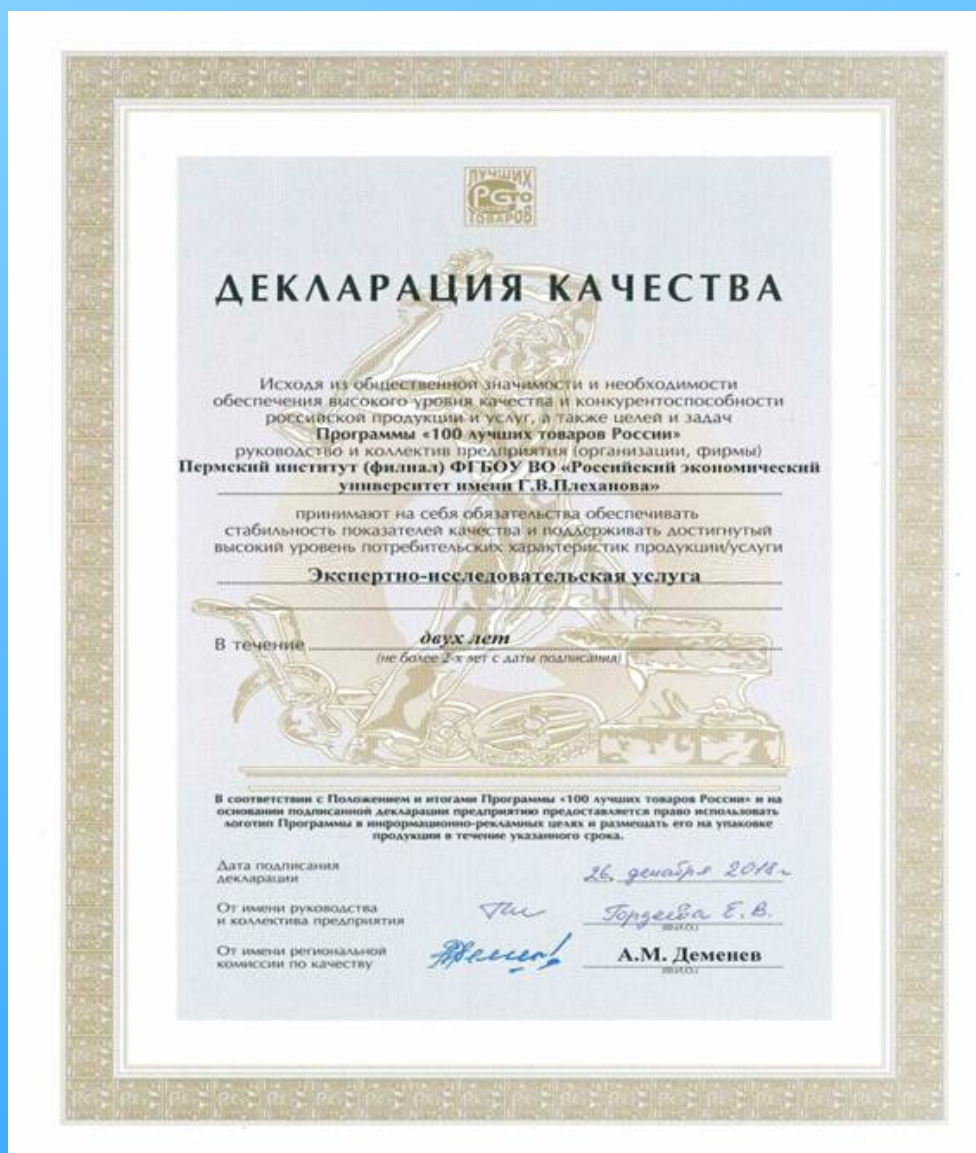 ЛУЧШИХ
СТО
ТОВАРОВ
ДЕКЛАРАЦИЯ КАЧЕСТВА
Исходя из общественной значимости и необходимости
обеспечения высокого уровня качества и конкурентоспособности
российской продукции и услуг, а также целей и задач
Программы «100 лучших товаров России»
руководство и коллектив предприятия (организации, фирмы)
Пермский институт (филиал) ФГБОУ ВО «Российский экономический
университет имени Г.В.Плеханова»
принимают на себя обязательства обеспечивать
стабильность показателей качества и поддерживать достигнутый
высокий уровень потребительских характеристик продукции/услуги
Экспертно-исследовательская услуга
В течение двух лет
(не более 2-х лет с даты подписания)
В соответствии с Положением и итогами Программы «100 лучших товаров России» и на
основании подписанной декларации предприятию предоставляется право использовать
логотип Программы в информационно-рекламных целях и размещать его на упаковке
продукции в течение указанного срока.
Дата подписания
декларации 26 декабря 2018 г
От имени руководства
и коллектива предприятия Гордеева Е.В.
(Ф.И.О.)
От имени региональной
комиссии по качеству А.М. Деменев
(Ф.И.О.)